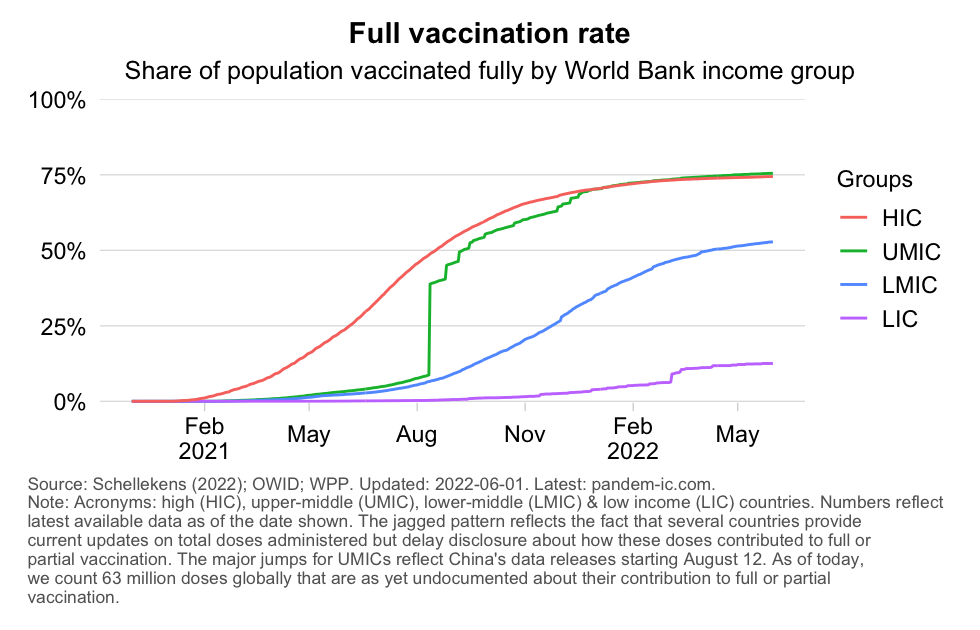 Full vaccination rate
Share of population vaccinated fully by World Bank income group
100%
75%
50%
25%
0%
Feb
2021
May
Aug
Nov
Feb
2022
May
Groups
HIC
UMIC
LMIC
LIC
Source: Schellekens (2022); OWID; WPP. Updated: 2022-06-01. Latest: pandem-ic.com.
Note: Acronyms: high (HIC), upper-middle (UMIC), lower-middle (LMIC) & low income (LIC) countries. Numbers reflect
latest available data as of the date shown. The jagged pattern reflects the fact that several countries provide
current updates on total doses administered but delay disclosure about how these doses contributed to full or
partial vaccination. The major jumps for UMICs reflect China's data releases starting August 12. As of today,
we count 63 million doses globally that are as yet undocumented about their contribution to full or partial
vaccination.